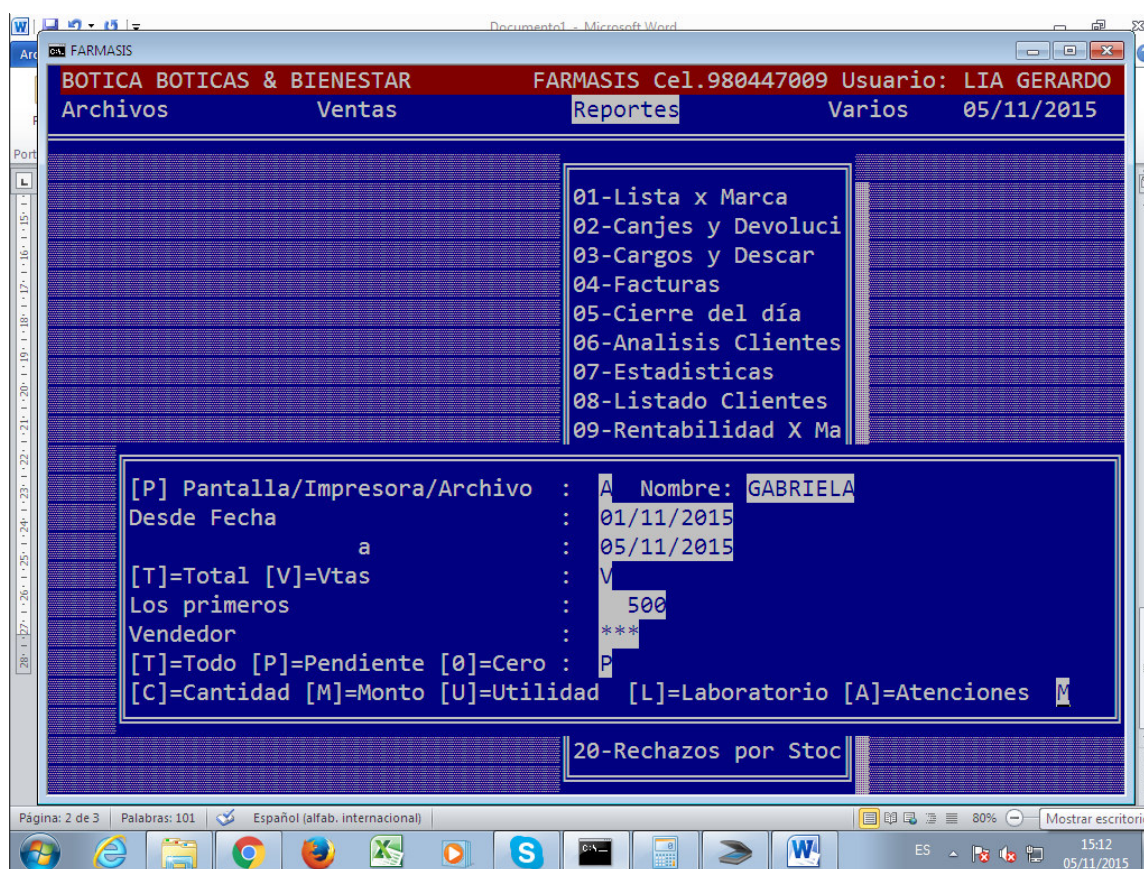 Documento1 - Microsoft Word
FARMASIS
BOTICA BOTICAS & BIENESTAR FARMASIS Cel.980447009 Usuario: LIA GERARDO
Archivos Ventas Reportes Varios 05/11/2015
01-Lista x Marca
02-Canjes y Devoluci
03-Cargos y Descar
04-Facturas
05-Cierre del día
06-Analisis Clientes
07-Estadisticas
08-Listado Clientes
09-Rentabilidad X Ma
[P] Pantalla/Impresora/Archivo : A Nombre: GABRIELA
Desde Fecha : 01/11/2015
a : 05/11/2015
[T]=Total [V]=Vtas : V
Los primeros : 500
Vendedor : ***
[T]=Todo [P]=Pendiente [0]=Cero : P
[C]=Cantidad [M]=Monto [U]=Utilidad [L]=Laboratorio [A]=Atenciones M
20-Rechazos por Stoc
Página: 2 de 3 Palabras: 101 Español (alfab. internacional) 80% Mostrar escritori
ES 15:12
05/11/2015